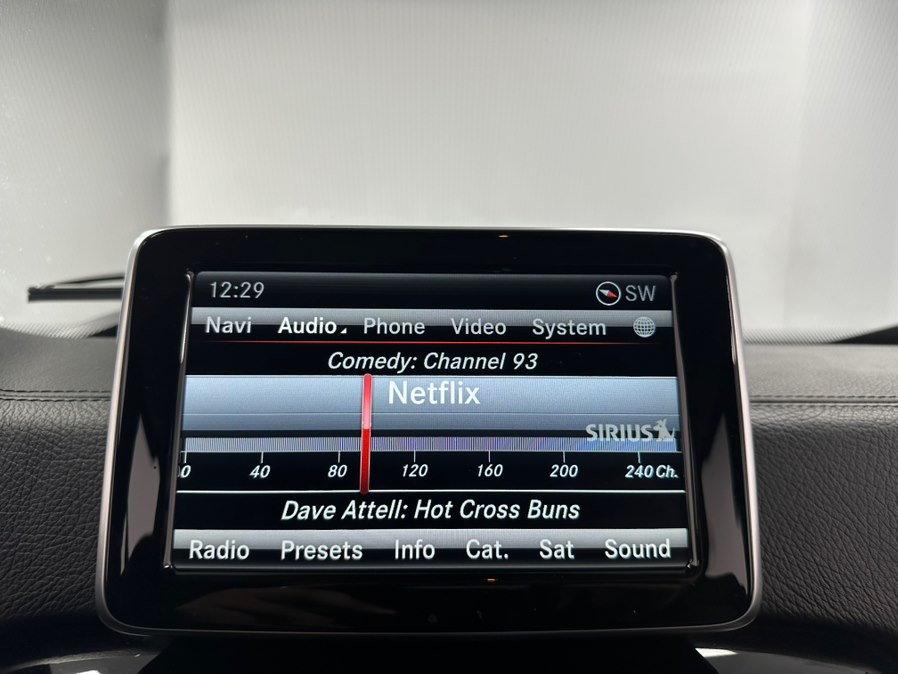 12:29 SW
Navi Audio Phone Video System
Comedy: Channel 93
Netflix
SIRIUS
0 40 80 120 160 200 240 Ch.
Dave Attell: Hot Cross Buns
Radio Presets Info Cat. Sat Sound